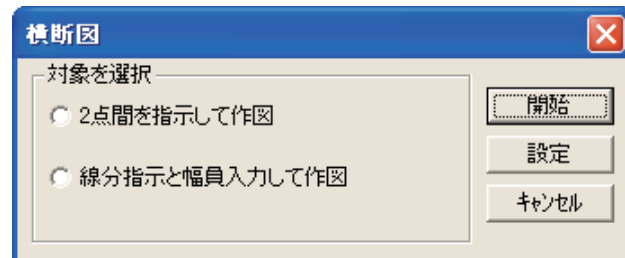 横断図
対象を選択
2点間を指示して作図
線分指示と幅員入力して作図
開始
設定
ｷｬﾝｾﾙ